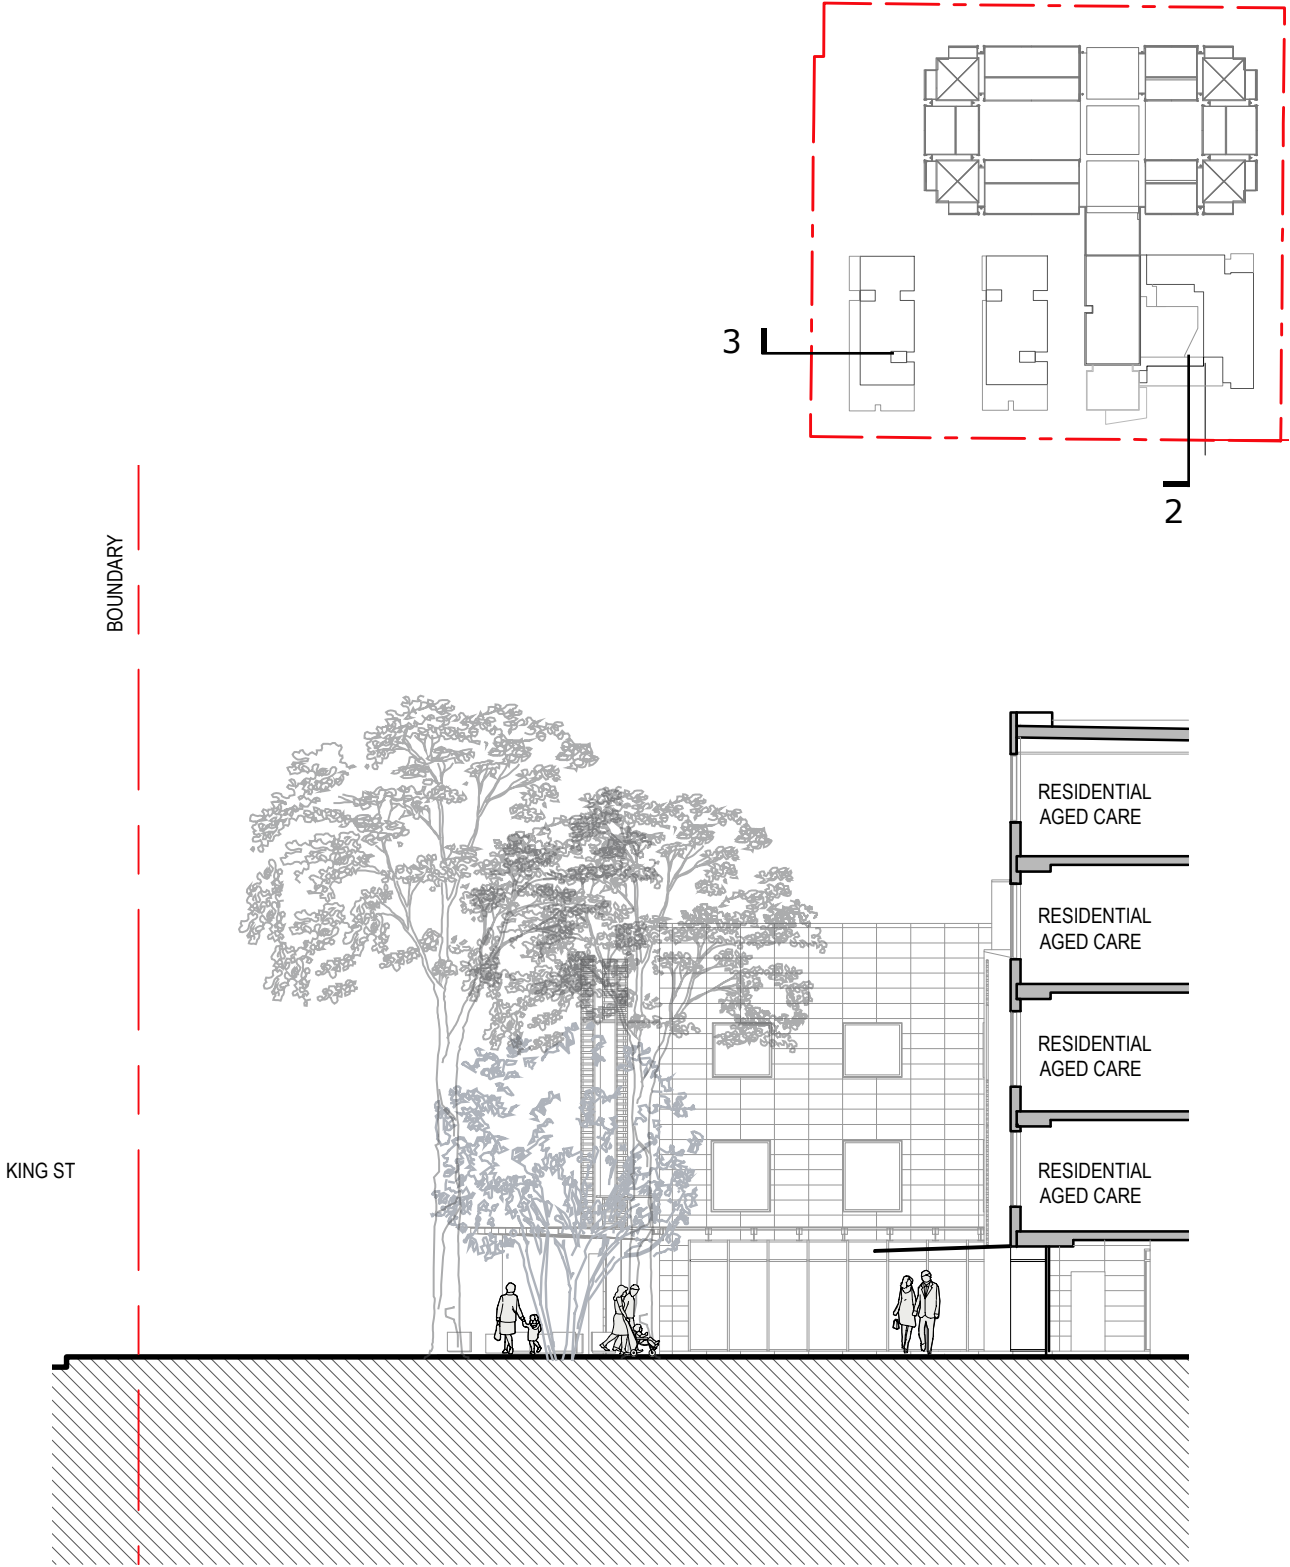 3
2
BOUNDARY
RESIDENTIAL
AGED CARE
RESIDENTIAL
AGED CARE
RESIDENTIAL
AGED CARE
KING ST
RESIDENTIAL
AGED CARE